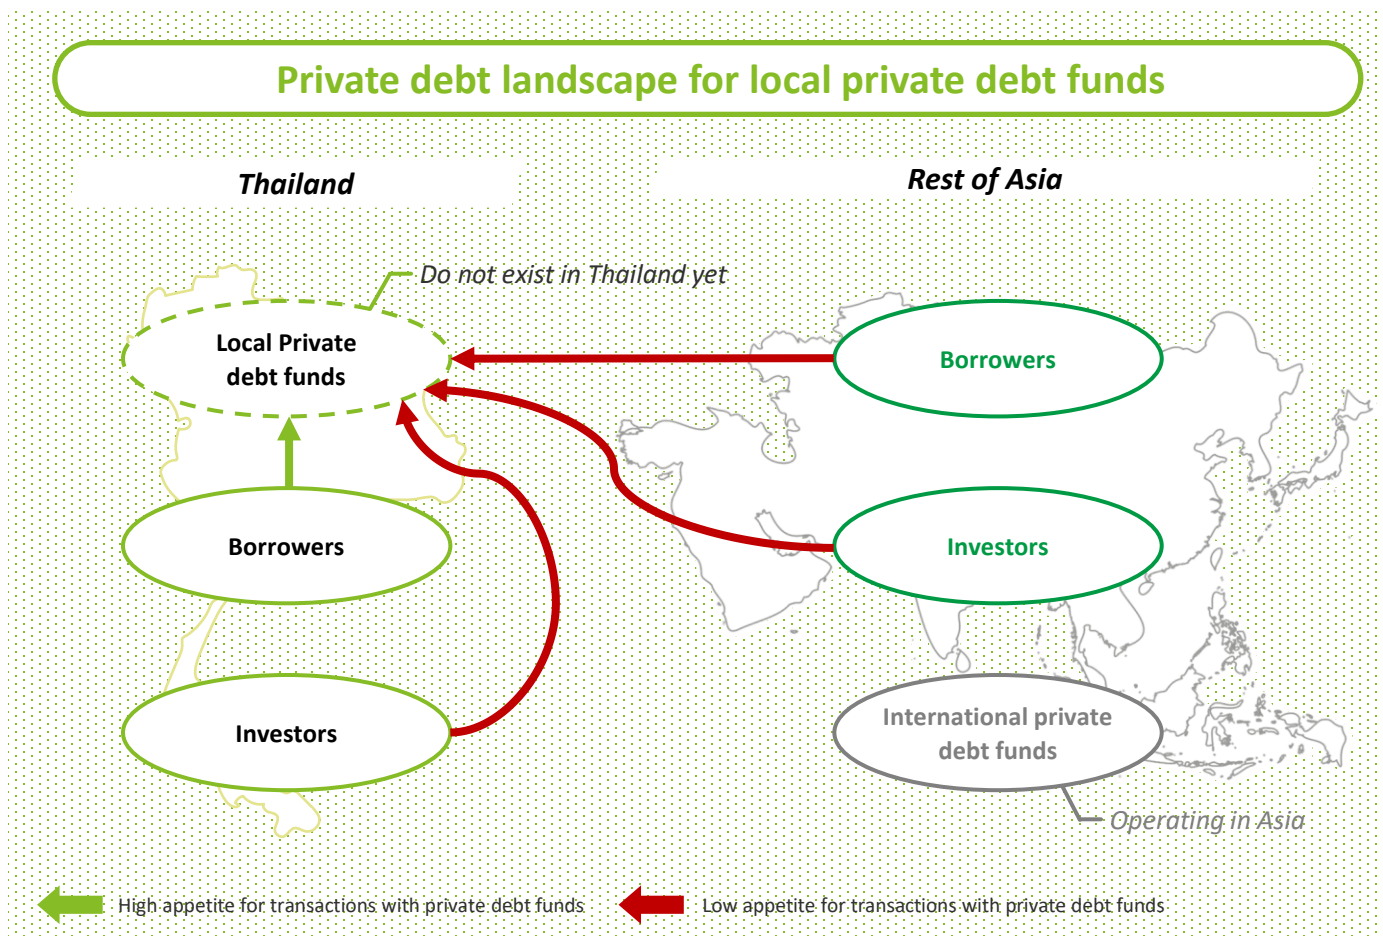 Private debt landscape for local private debt funds
Thailand
Rest of Asia
Do not exist in Thailand yet
Local Private
debt funds
Borrowers
Borrowers
Investors
Investors
International private
debt funds
Operating in Asia
High appetite for transactions with private debt funds
Low appetite for transactions with private debt funds